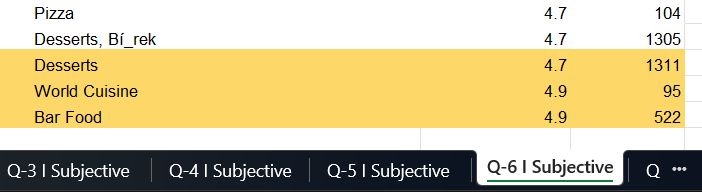 Pizza 4.7 104
Desserts, Bí_rek 4.7 1305
Desserts 4.7 1311
World Cuisine 4.9 95
Bar Food 4.9 522
Q-3 I Subjective Q-4 I Subjective Q-5 I Subjective Q-6 I Subjective Q ···